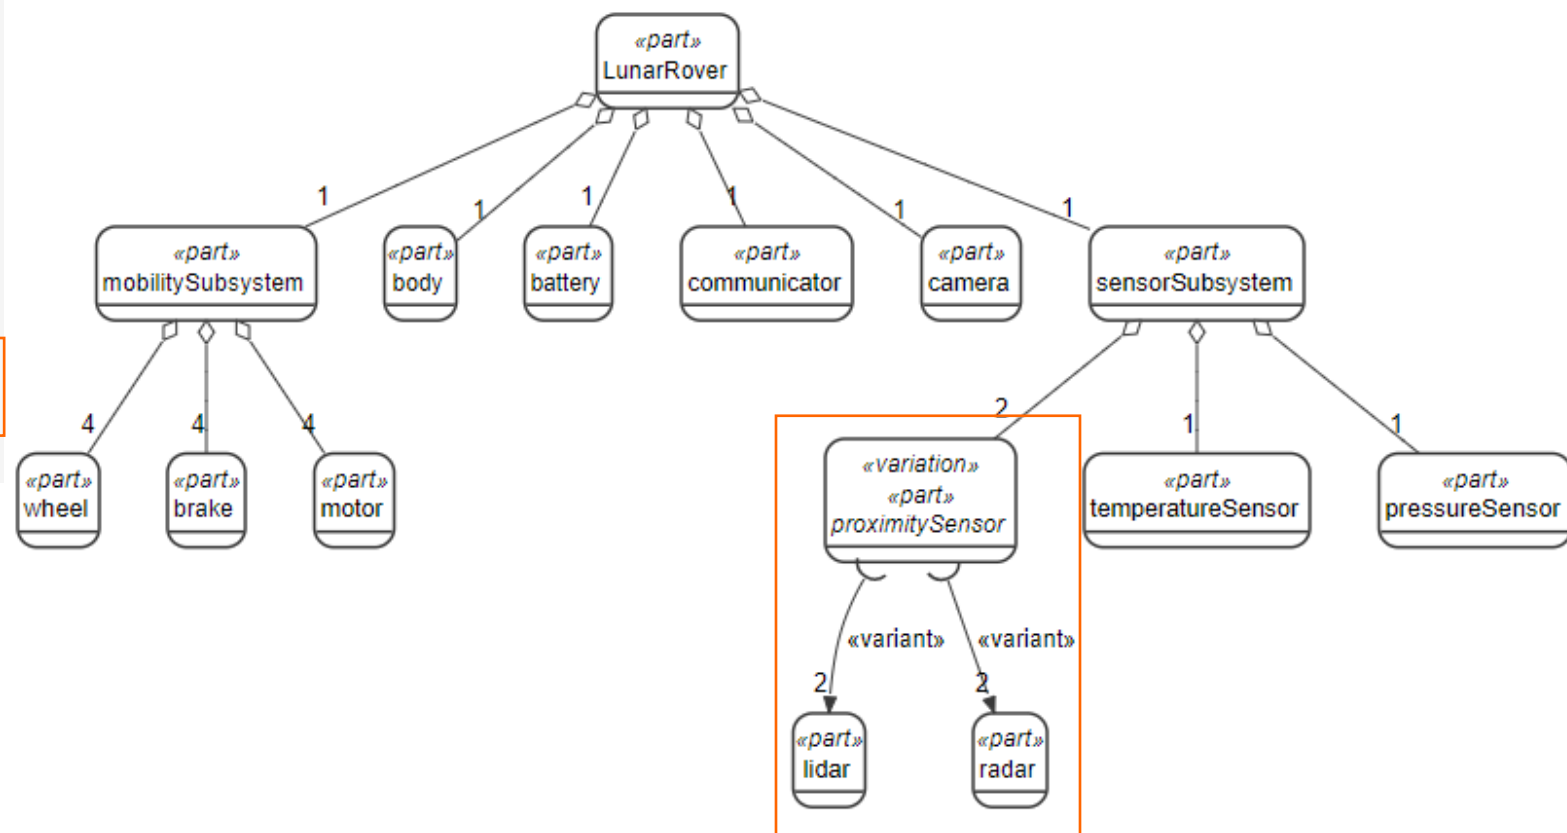 «part»
LunarRover
1
1
1
1
1
1
«part»
mobilitySubsystem
«part»
body
«part»
battery
«part»
communicator
«part»
camera
«part»
sensorSubsystem
4
4
4
2
1
1
«part»
wheel
«part»
brake
«part»
motor
«variation»
«part»
proximitySensor
«part»
temperatureSensor
«part»
pressureSensor
«variant»
«variant»
2
2
«part»
lidar
«part»
radar